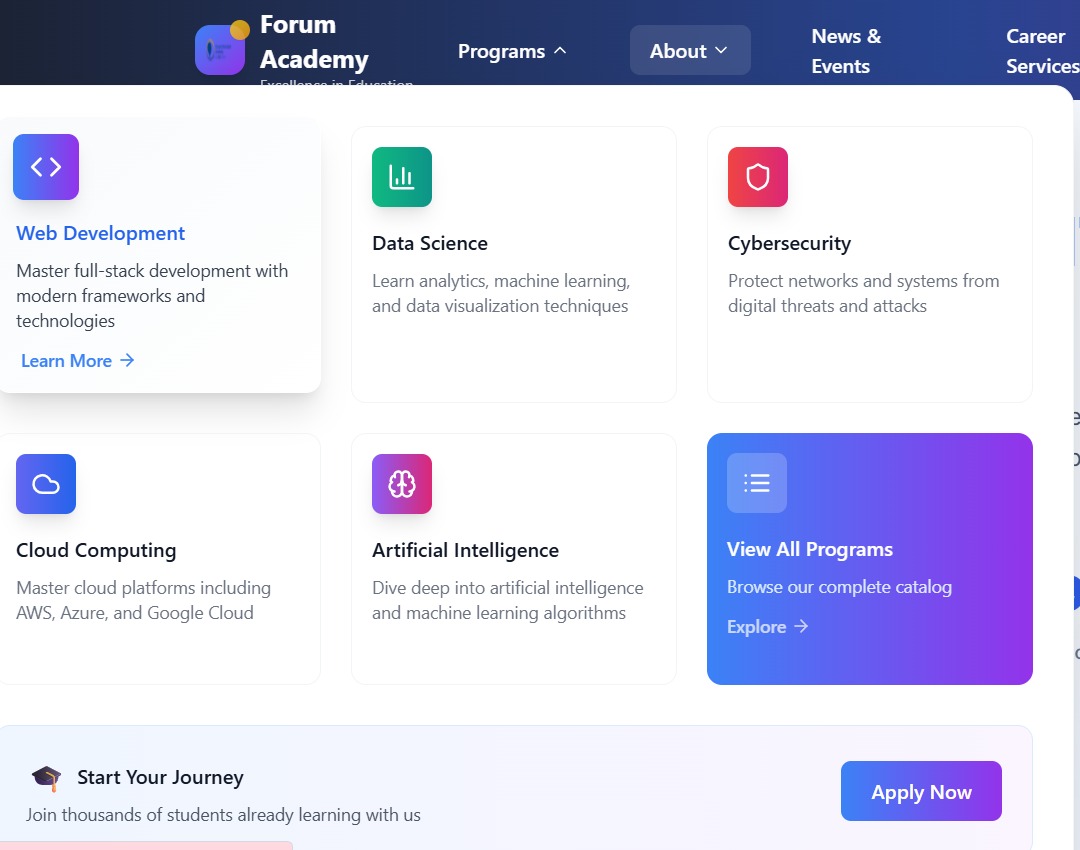 Forum
Academy
Excellence in Education
Programs
About
News &
Events
Career
Services
Web Development
Master full-stack development with
modern frameworks and
technologies
Learn More
Data Science
Learn analytics, machine learning,
and data visualization techniques
Cybersecurity
Protect networks and systems from
digital threats and attacks
Cloud Computing
Master cloud platforms including
AWS, Azure, and Google Cloud
Artificial Intelligence
Dive deep into artificial intelligence
and machine learning algorithms
View All Programs
Browse our complete catalog
Explore
Start Your Journey
Join thousands of students already learning with us
Apply Now